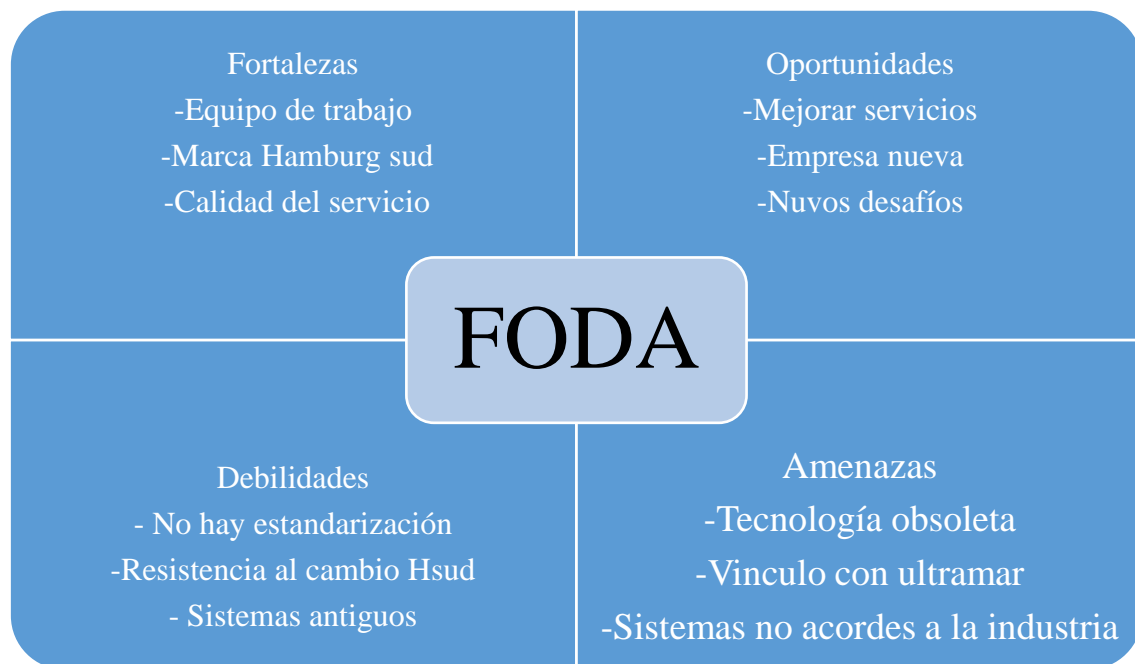 Fortalezas
-Equipo de trabajo
-Marca Hamburg sud
-Calidad del servicio
Oportunidades
-Mejorar servicios
-Empresa nueva
-Nuvos desafíos
FODA
Debilidades
- No hay estandarización
-Resistencia al cambio Hsud
- Sistemas antiguos
Amenazas
-Tecnología obsoleta
-Vinculo con ultramar
-Sistemas no acordes a la industria